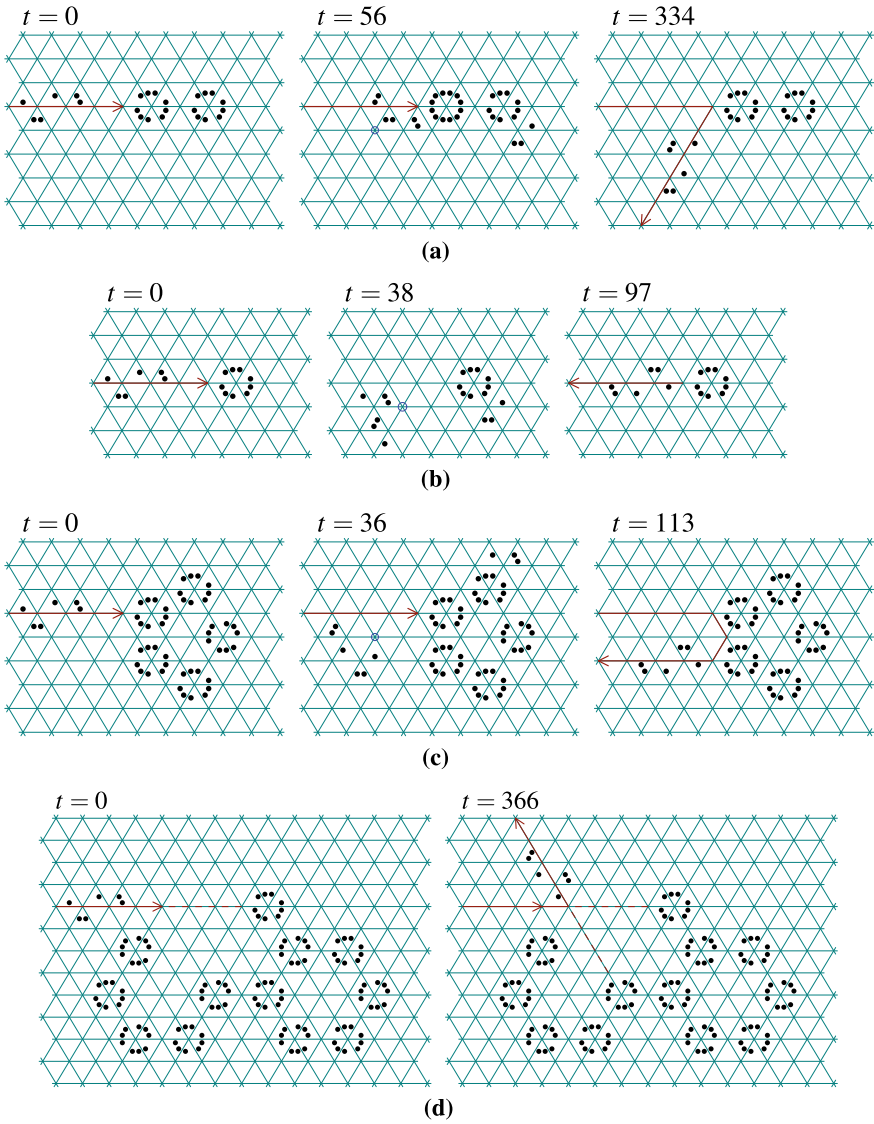 t = 0
t = 56
t = 334
(a)
t = 0
t = 38
t = 97
(b)
t = 0
t = 36
t = 113
(c)
t = 0
t = 366
(d)